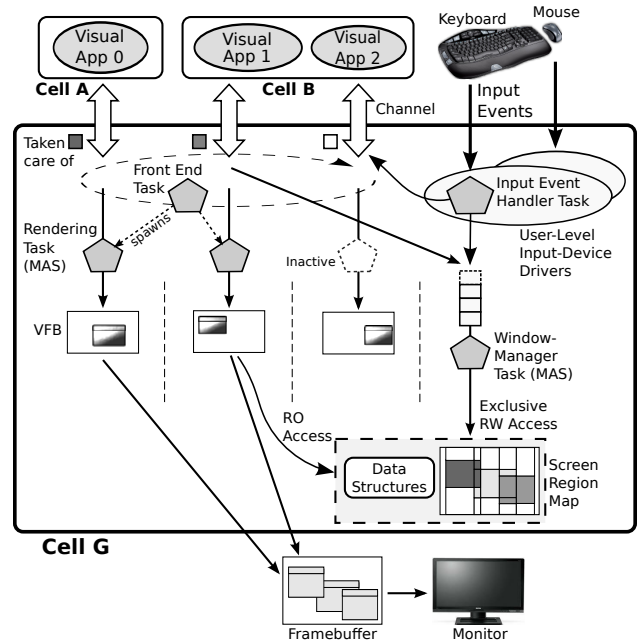 Visual
App 0
Visual
App 1
Visual
App 2
Keyboard
Mouse
Cell A
Cell B
Input
Events
Channel
Taken
care of
Front End
Task
Input Event
Handler Task
Rendering
Task
(MAS)
spawns
Inactive
User-Level
Input-Device
Drivers
VFB
Window-
Manager
Task (MAS)
RO
Access
Exclusive
RW Access
Data
Structures
Screen
Region
Map
Cell G
Framebuffer
Monitor